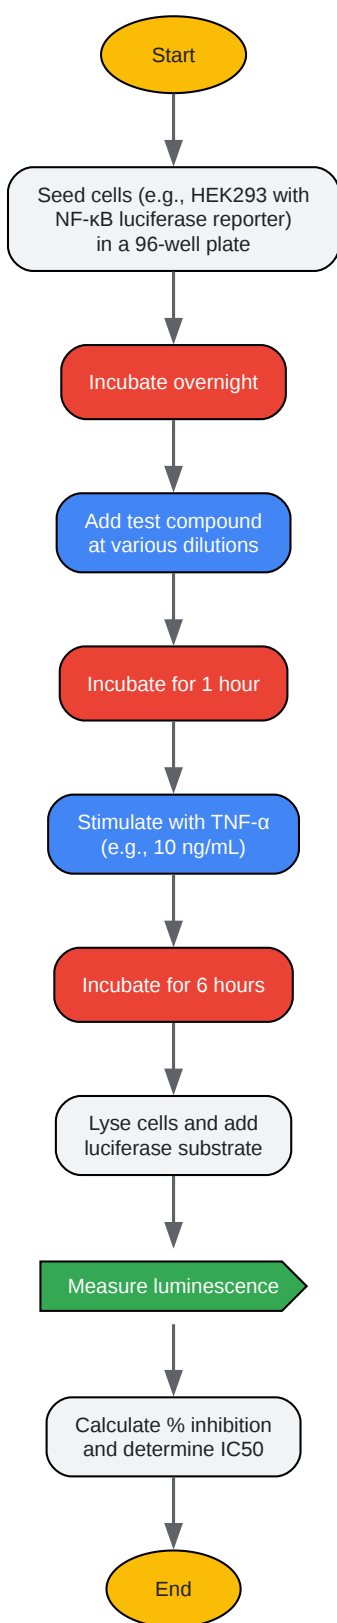 Start
Seed cells (e.g., HEK293 with
NF-κB luciferase reporter)
in a 96-well plate
Incubate overnight
Add test compound
at various dilutions
Incubate for 1 hour
Stimulate with TNF-α
(e.g., 10 ng/mL)
Incubate for 6 hours
Lyse cells and add
luciferase substrate
Measure luminescence
Calculate % inhibition
and determine IC50
End